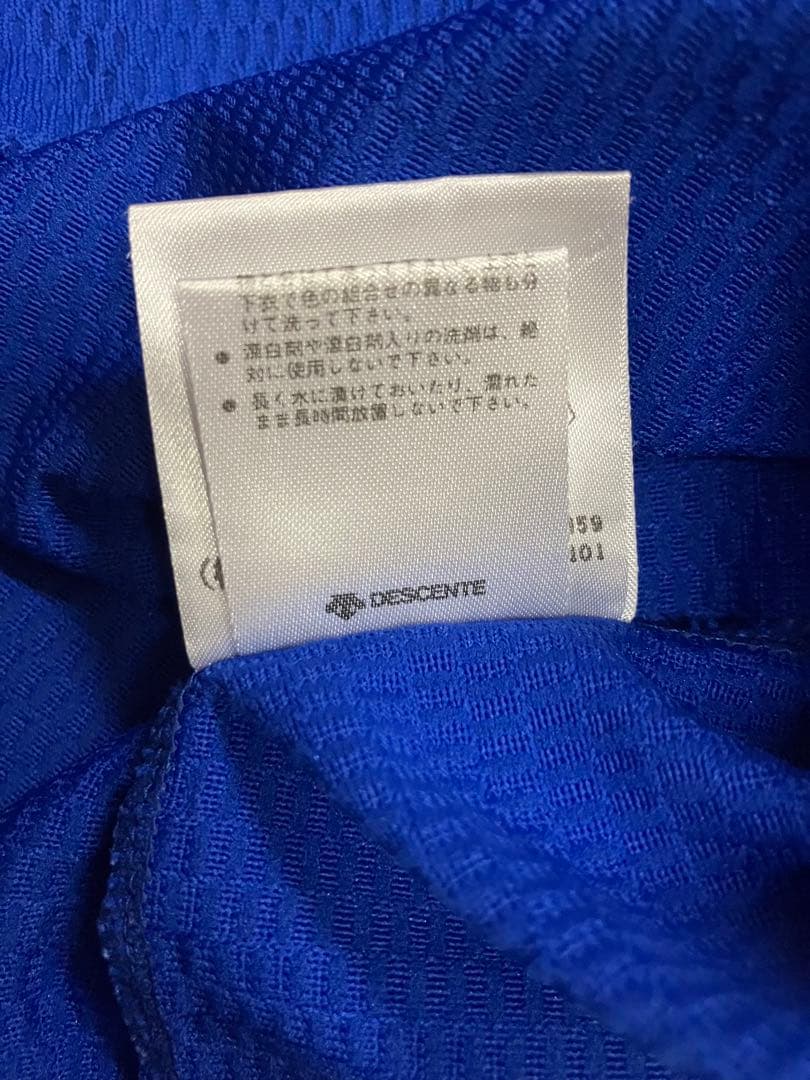 下衣で色の組合せの異なる物も分
けて洗って下さい。
● 漂白剤や漂白剤入りの洗剤は、絶
対に使用しないで下さい。
● 長く水に漬けておいたり、濡れた
まま長時間放置しないで下さい。
59
101
DESCENTE